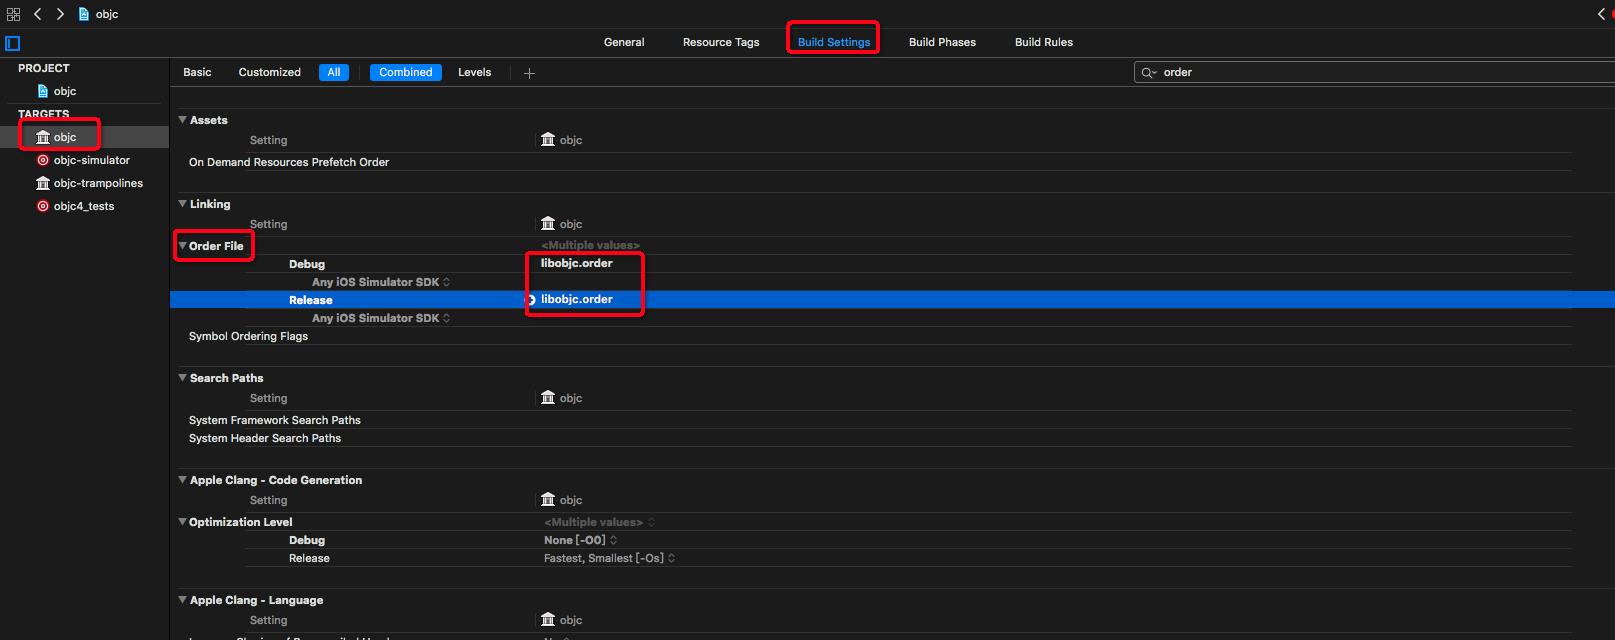 objc
General Resource Tags Build Settings Build Phases Build Rules
PROJECT
objc
TARGETS
objc
objc-simulator
objc-trampolines
objc4_tests
Basic Customized All Combined Levels
order
Assets
Setting objc
On Demand Resources Prefetch Order
Linking
Setting objc
Order File <Multiple values>
Debug libobjc.order
Any iOS Simulator SDK
Release libobjc.order
Any iOS Simulator SDK
Symbol Ordering Flags
Search Paths
Setting objc
System Framework Search Paths
System Header Search Paths
Apple Clang - Code Generation
Setting objc
Optimization Level <Multiple values>
Debug None [-O0]
Release Fastest, Smallest [-Os]
Apple Clang - Language
Setting objc